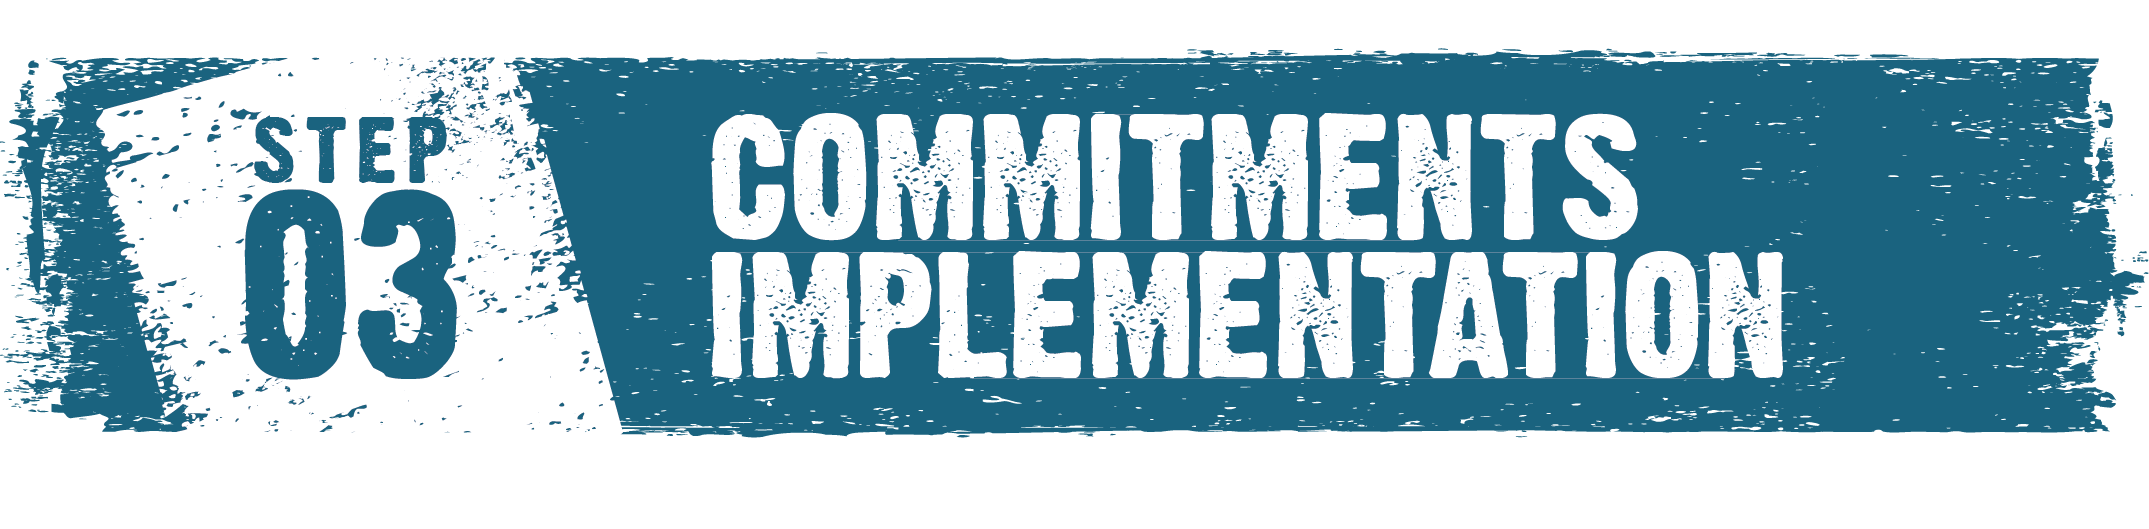 STEP
03
COMMITMENTS
IMPLEMENTATION